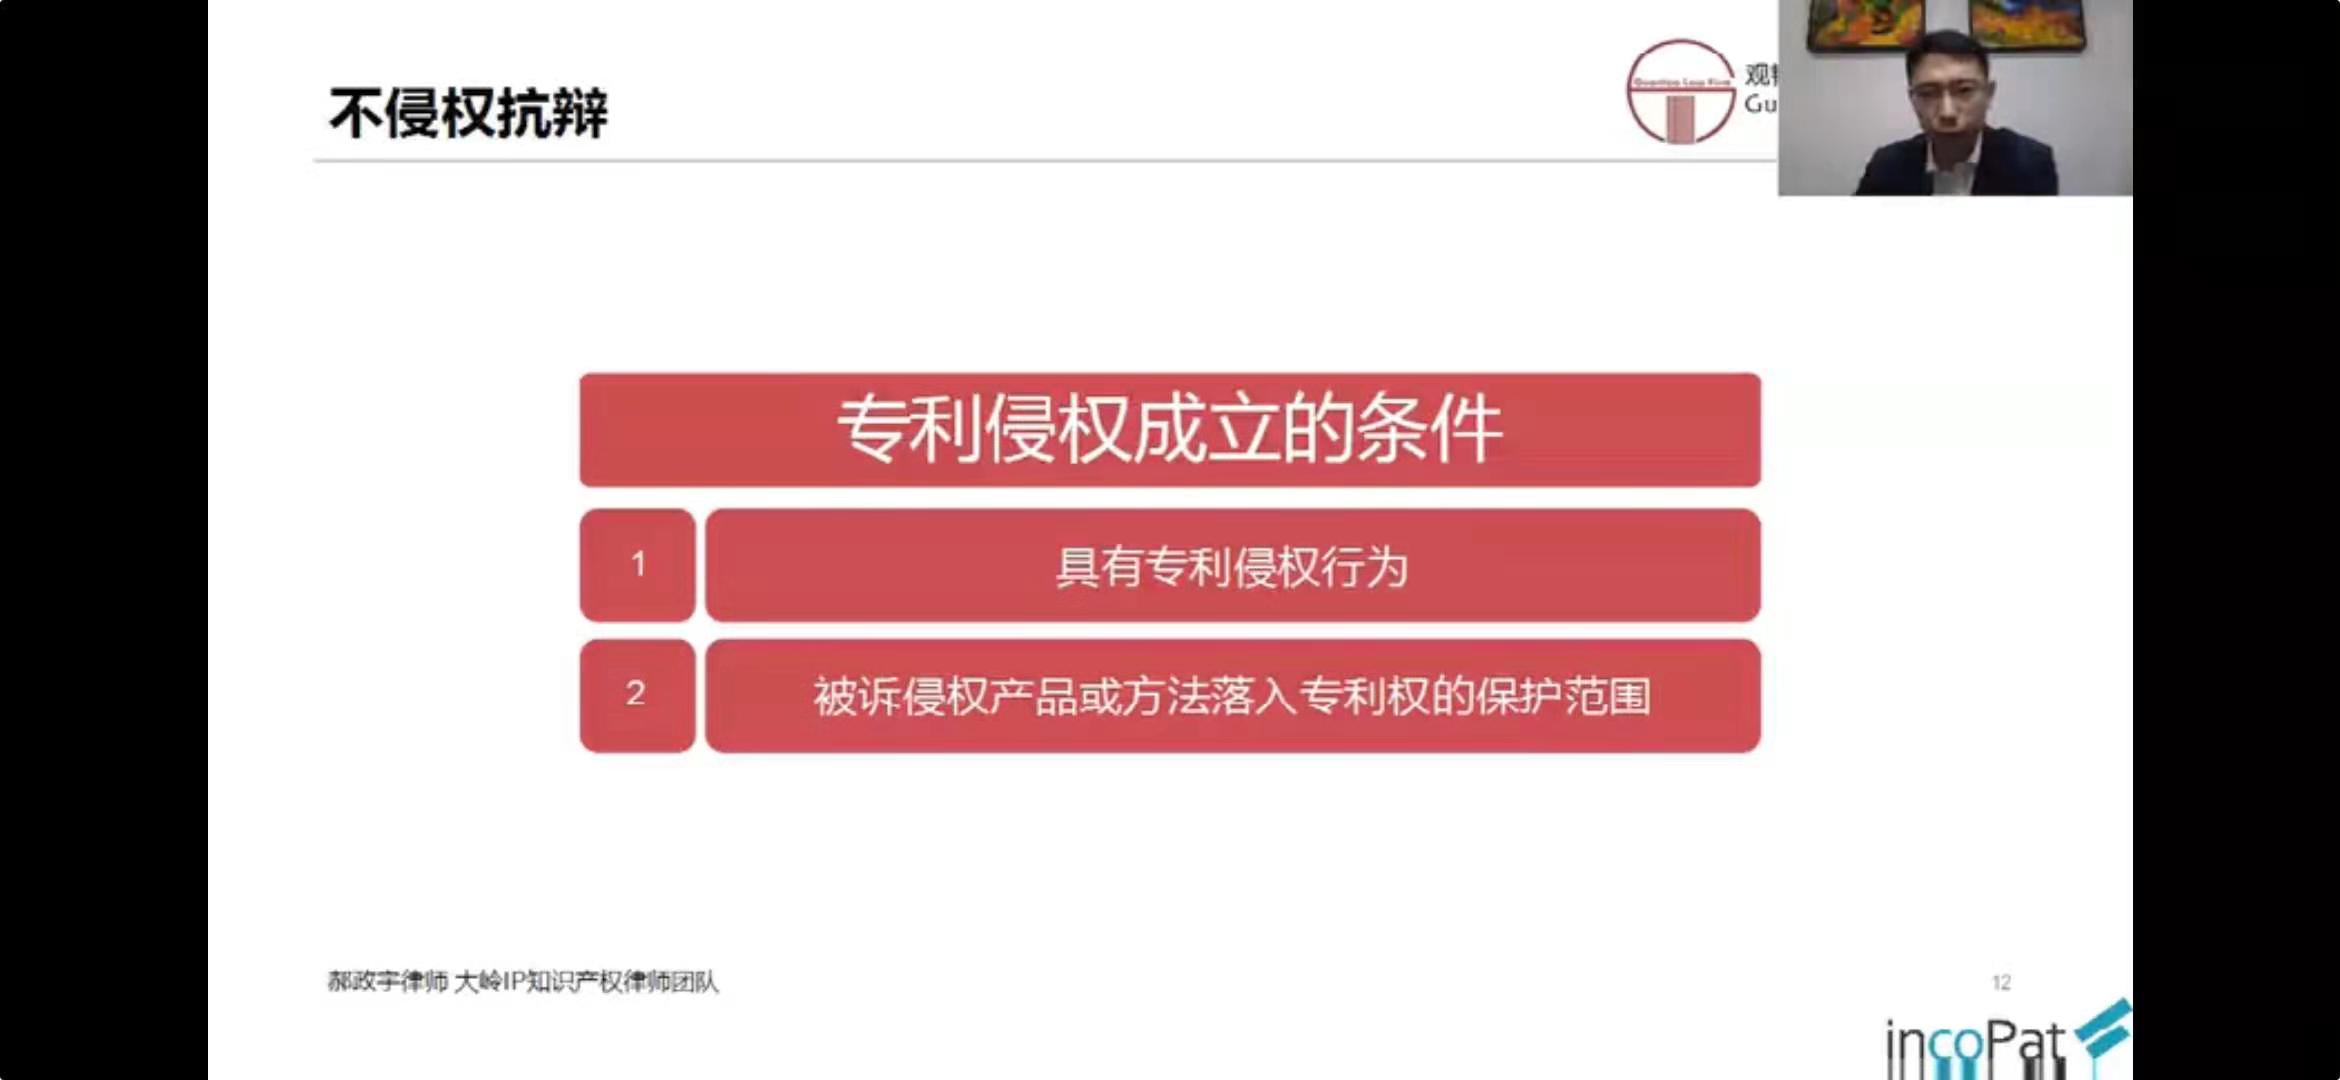 不侵权抗辩
Guantao Law Firm
观
Gu
专利侵权成立的条件
1
具有专利侵权行为
2
被诉侵权产品或方法落入专利权的保护范围
郝政宇律师 大岭IP知识产权律师团队
12
incoPat